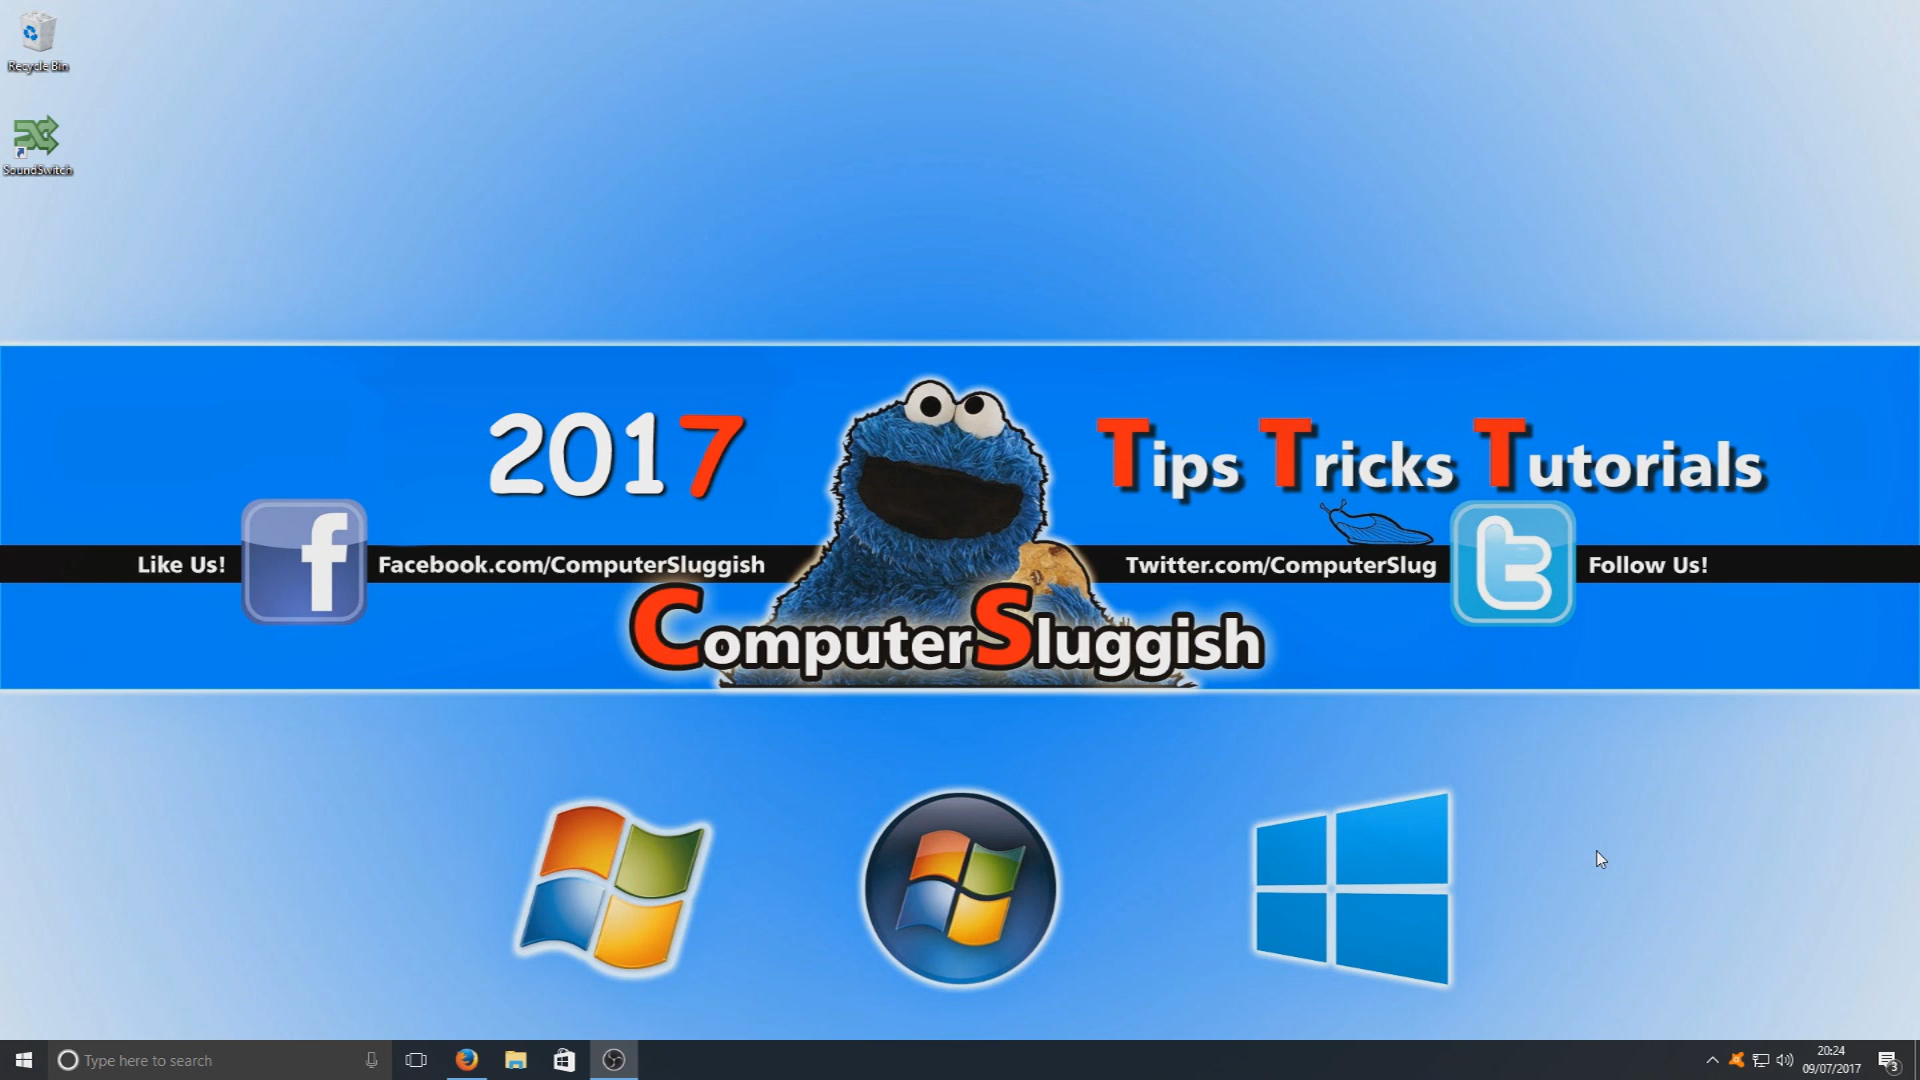 Recycle Bin
SoundSwitch
2017
Tips Tricks Tutorials
Like Us!
Facebook.com/ComputerSluggish
Twitter.com/ComputerSlug
Follow Us!
ComputerSluggish
Type here to search
20:24
09/07/2017
3